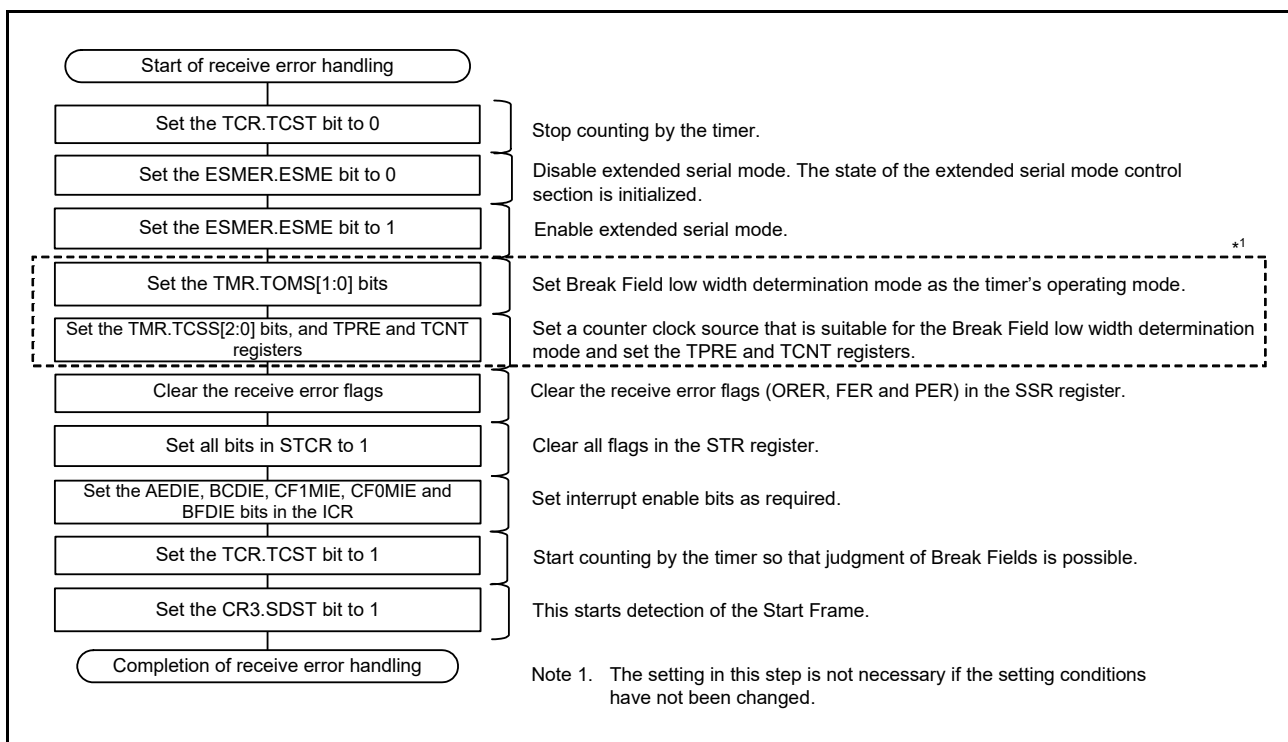 Start of receive error handling
Set the TCR.TCST bit to 0
Stop counting by the timer.
Set the ESMER.ESME bit to 0
Disable extended serial mode. The state of the extended serial mode control
section is initialized.
Set the ESMER.ESME bit to 1
Enable extended serial mode.
*1
Set the TMR.TOMS[1:0] bits
Set Break Field low width determination mode as the timer’s operating mode.
Set the TMR.TCSS[2:0] bits, and TPRE and TCNT
registers
Set a counter clock source that is suitable for the Break Field low width determination
mode and set the TPRE and TCNT registers.
Clear the receive error flags
Clear the receive error flags (ORER, FER and PER) in the SSR register.
Set all bits in STCR to 1
Clear all flags in the STR register.
Set the AEDIE, BCDIE, CF1MIE, CF0MIE and
BFDIE bits in the ICR
Set interrupt enable bits as required.
Set the TCR.TCST bit to 1
Start counting by the timer so that judgment of Break Fields is possible.
Set the CR3.SDST bit to 1
This starts detection of the Start Frame.
Completion of receive error handling
Note 1. The setting in this step is not necessary if the setting conditions
have not been changed.